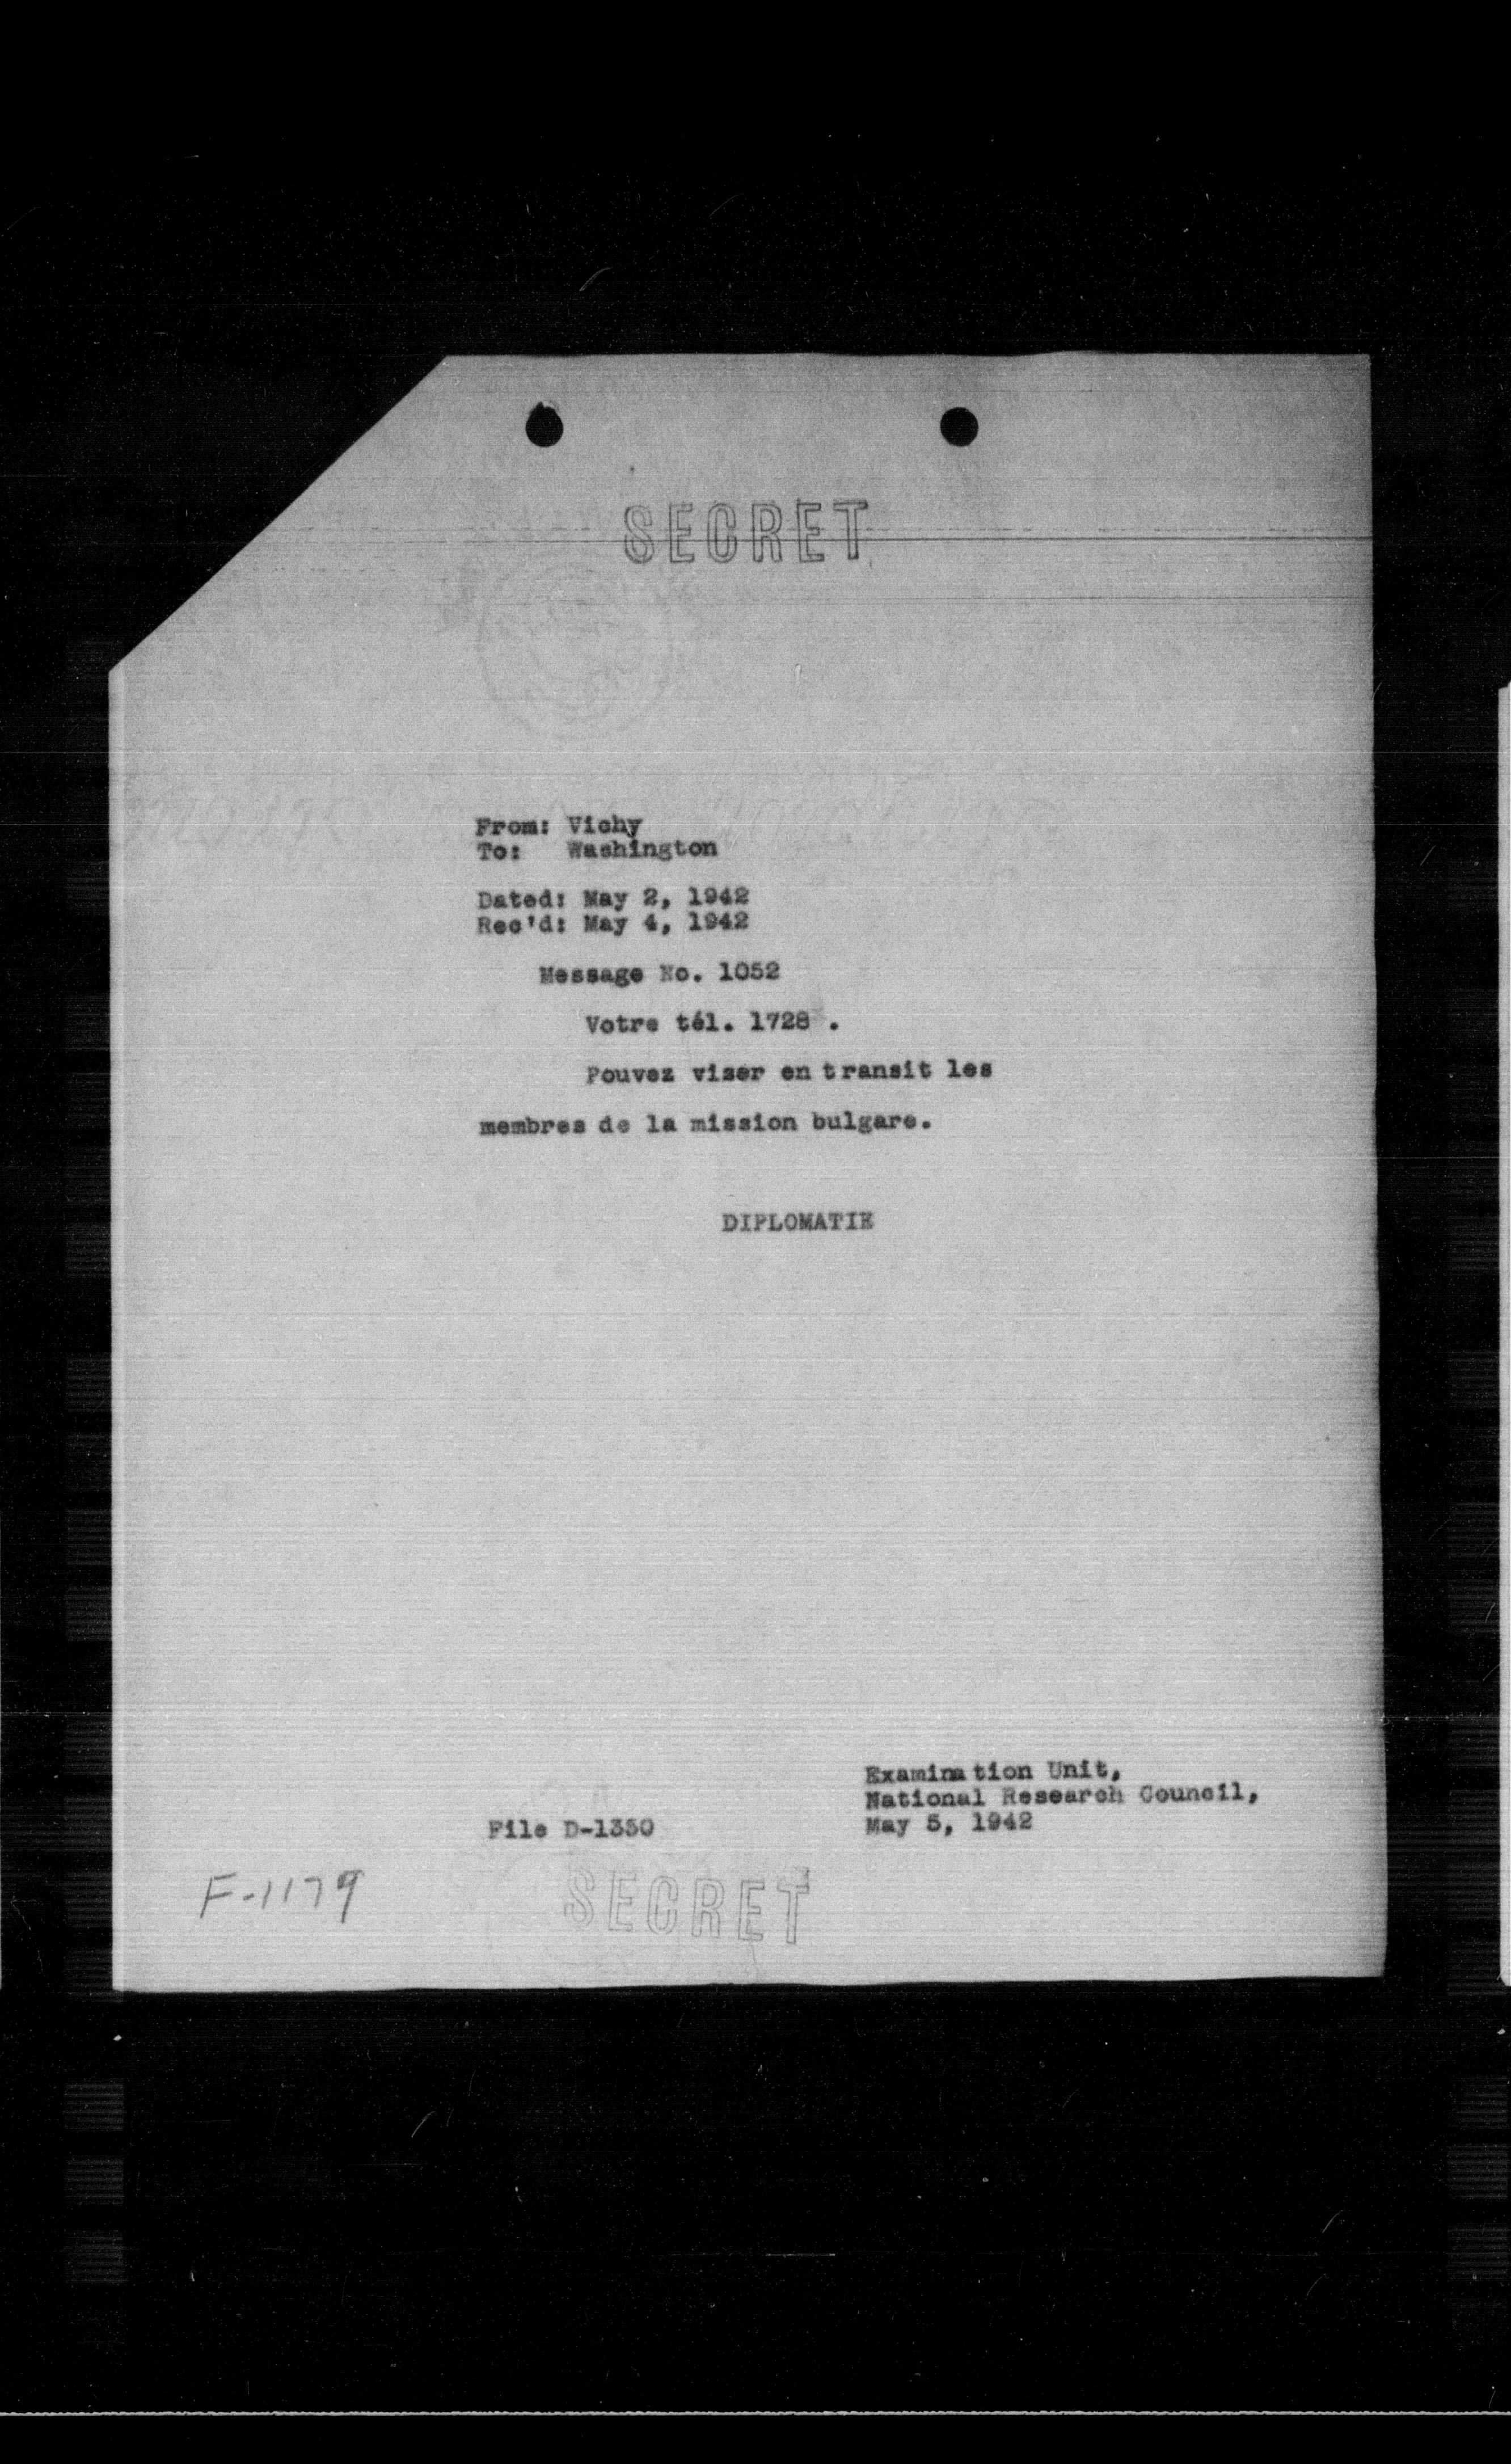 SECRET
From: Vichy
To: Washington
Dated: May 2, 1942
Rec'd: May 4, 1942
Message No. 1052
Votre tél. 1728 .
Pouvez viser en transit les
membres de la mission bulgare.
DIPLOMATIE
Examination Unit,
National Research Council,
May 5, 1942
File D-1350
F-1179
SECRET